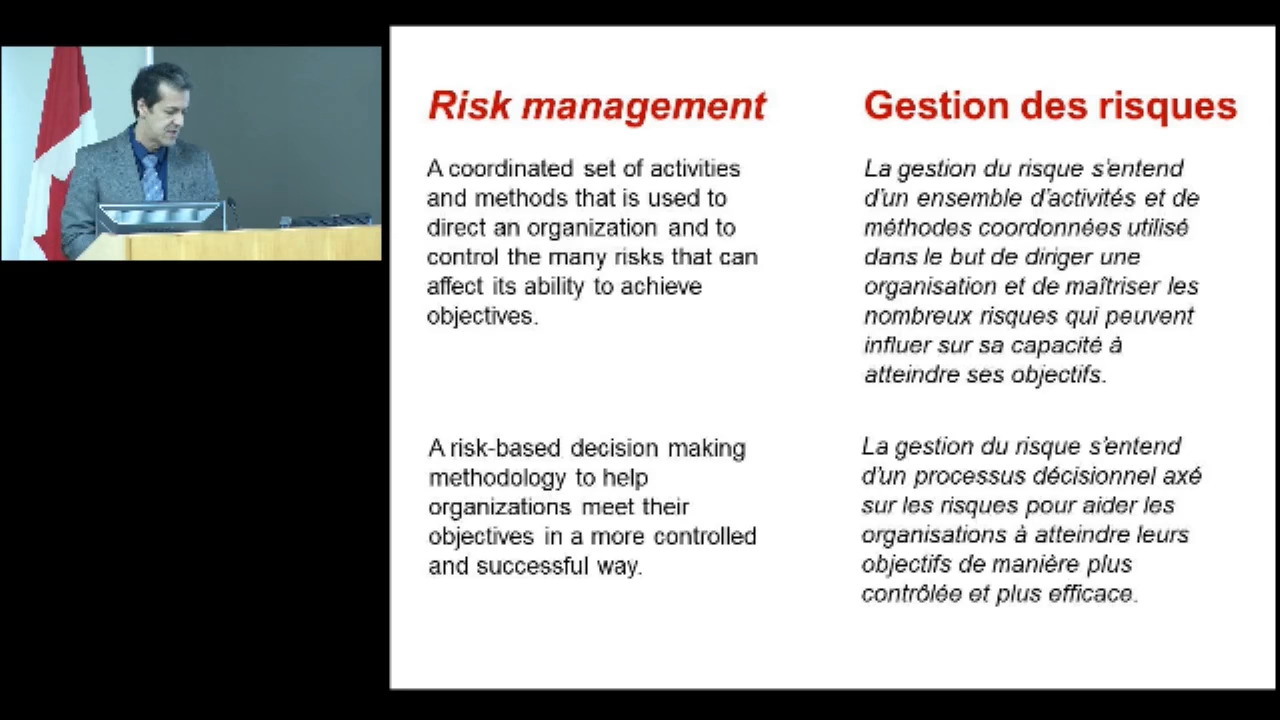 Risk management
A coordinated set of activities
and methods that is used to
direct an organization and to
control the many risks that can
affect its ability to achieve
objectives.
A risk-based decision making
methodology to help
organizations meet their
objectives in a more controlled
and successful way.
Gestion des risques
La gestion du risque s'entend
d'un ensemble d'activités et de
méthodes coordonnées utilisé
dans le but de diriger une
organisation et de maîtriser les
nombreux risques qui peuvent
influer sur sa capacité à
atteindre ses objectifs.
La gestion du risque s'entend
d'un processus décisionnel axé
sur les risques pour aider les
organisations à atteindre leurs
objectifs de manière plus
contrôlée et plus efficace.